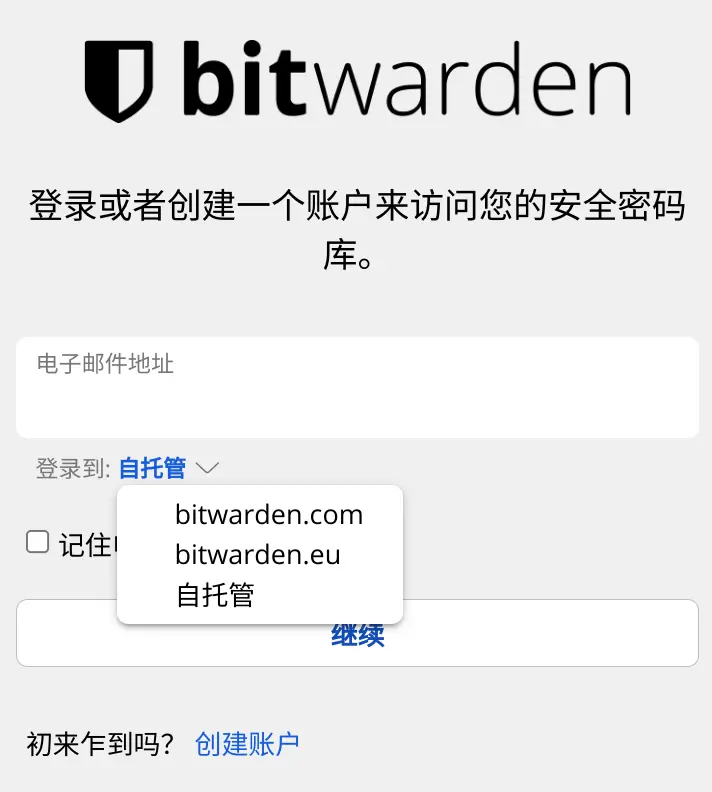 bitwarden
登录或者创建一个账户来访问您的安全密码
库。
电子邮件地址
登录到: 自托管
bitwarden.com
记住
bitwarden.eu
自托管
继续
初来乍到吗? 创建账户